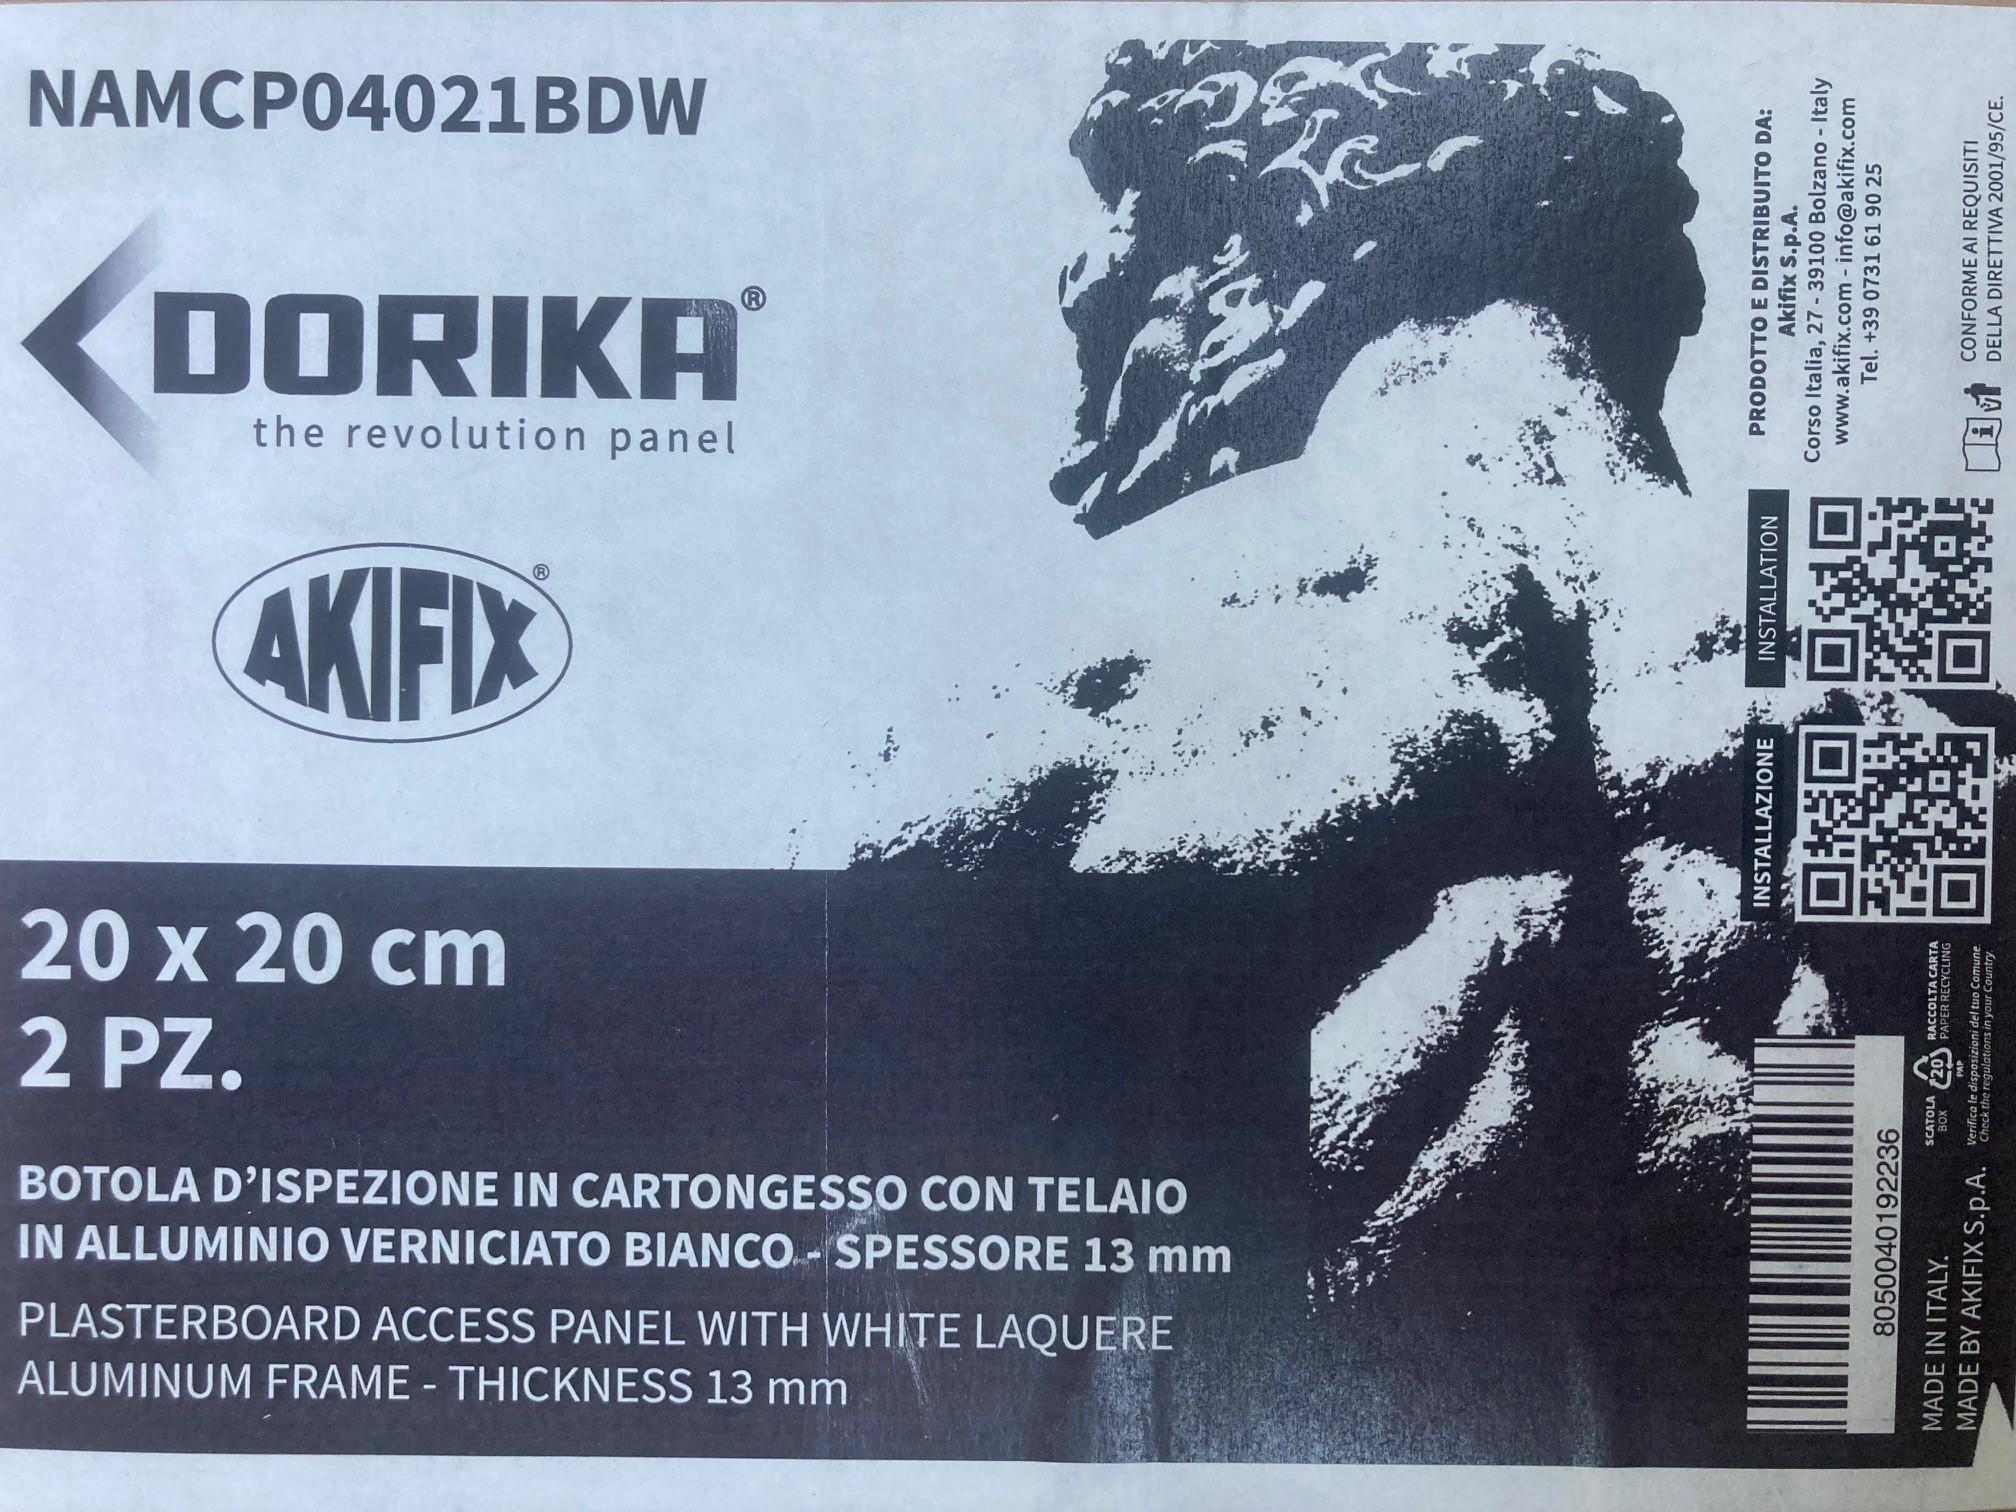 NAMCP04021BDW
DORIKA®
the revolution panel
AKIFIX®
20 x 20 cm
2 PZ.
BOTOLA D'ISPEZIONE IN CARTONGESSO CON TELAIO
IN ALLUMINIO VERNICIATO BIANCO - SPESSORE 13 mm
PLASTERBOARD ACCESS PANEL WITH WHITE LAQUERE
ALUMINUM FRAME - THICKNESS 13 mm
PRODOTTO E DISTRIBUITO DA:
Akifix S.p.A.
Corso Italia, 27 - 39100 Bolzano - Italy
www.akifix.com - info@akifix.com
Tel. +39 0731 61 90 25
CONFORME AI REQUISITI
DELLA DIRETTIVA 2001/95/CE.
INSTALLATION
INSTALLAZIONE
8050040192236
SCATOLA
BOX
20
PAP
RACCOLTA CARTA
PAPER RECYCLING
Verifica le disposizioni del tuo Comune.
Check the regulations in your Country.
MADE IN ITALY.
MADE BY AKIFIX S.p.A.